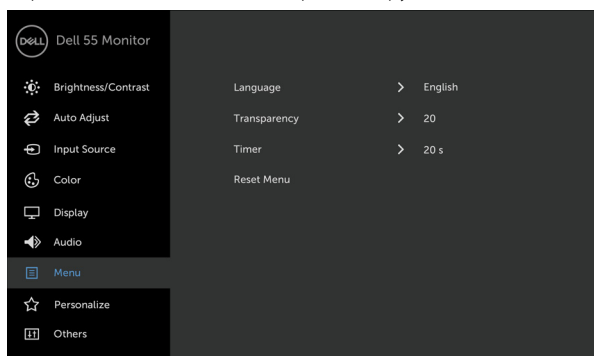 DELL Dell 55 Monitor
Brightness/Contrast
Auto Adjust
Input Source
Color
Display
Audio
Menu
Personalize
Others
Language > English
Transparency > 20
Timer > 20 s
Reset Menu